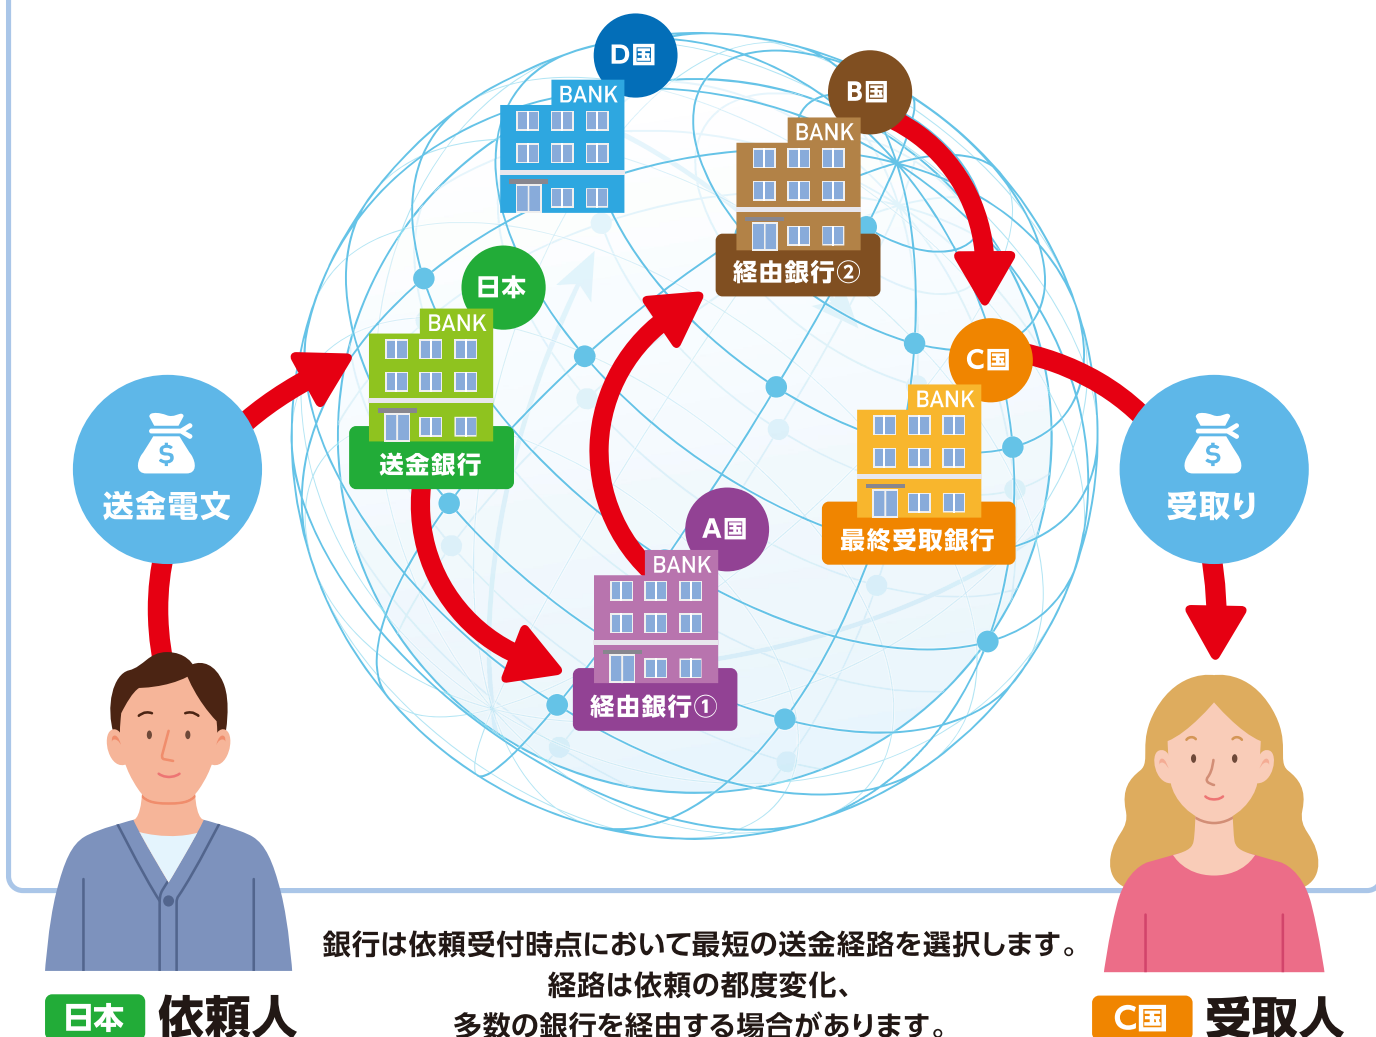 D国
BANK
B国
BANK
経由銀行②
日本
BANK
送金銀行
C国
BANK
最終受取銀行
A国
BANK
経由銀行①
送金電文
受取り
銀行は依頼受付時点において最短の送金経路を選択します。
経路は依頼の都度変化、
多数の銀行を経由する場合があります。
日本 依頼人
C国 受取人